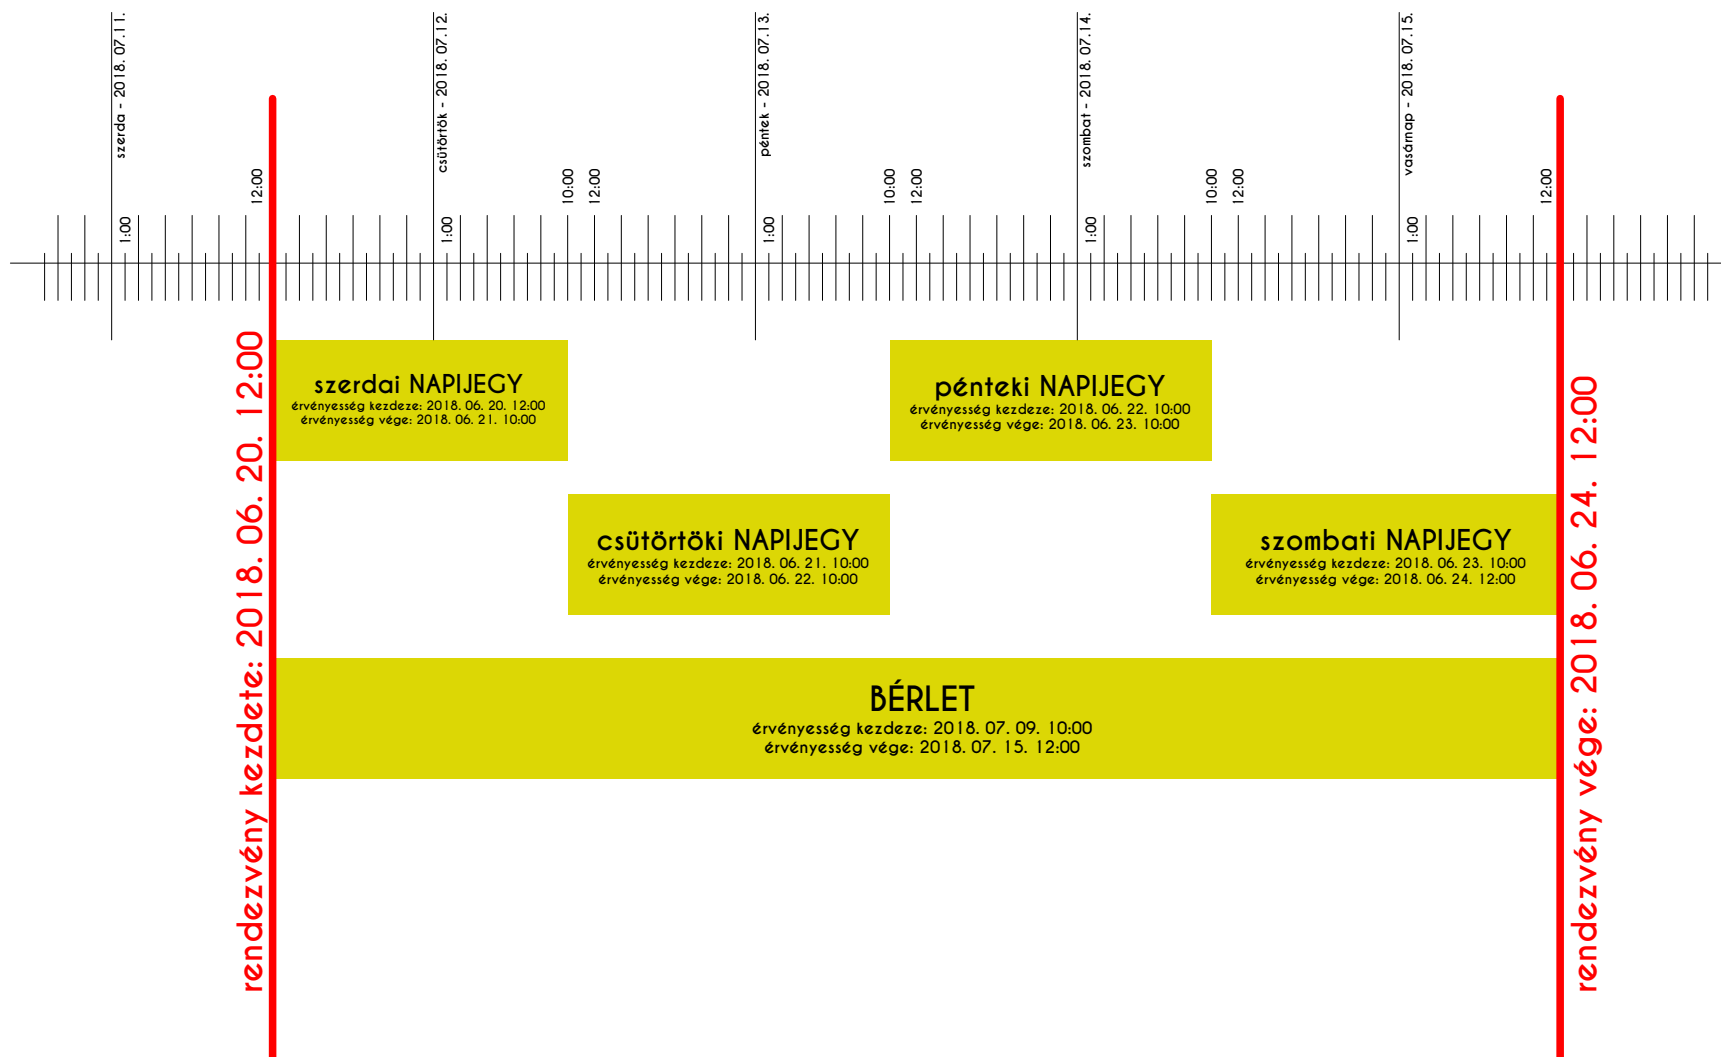 szerda - 2018. 07.11.
csütörtök - 2018. 07.12.
péntek - 2018. 07.13.
szombat - 2018. 07.14.
vasárnap - 2018. 07.15.
12:00
10:00
12:00
10:00
12:00
10:00
12:00
12:00
1:00
1:00
1:00
1:00
1:00
rendezvény kezdete: 2018. 06. 20. 12:00
szerdai NAPIJEGY
érvényesség kezdeze: 2018. 06. 20. 12:00
érvényesség vége: 2018. 06. 21. 10:00
pénteki NAPIJEGY
érvényesség kezdeze: 2018. 06. 22. 10:00
érvényesség vége: 2018. 06. 23. 10:00
csütörtöki NAPIJEGY
érvényesség kezdeze: 2018. 06. 21. 10:00
érvényesség vége: 2018. 06. 22. 10:00
szombati NAPIJEGY
érvényesség kezdeze: 2018. 06. 23. 10:00
érvényesség vége: 2018. 06. 24. 12:00
BÉRLET
érvényesség kezdeze: 2018. 07. 09. 10:00
érvényesség vége: 2018. 07. 15. 12:00
rendezvény vége: 2018. 06. 24. 12:00